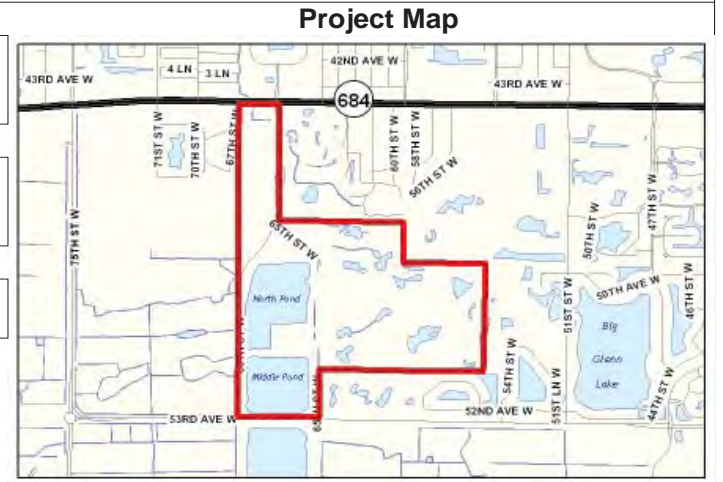 Project Map
42ND AVE W
4 LN
3 LN
43RD AVE W
43RD AVE W
684
71ST ST W
70TH ST W
67TH ST W
60TH ST W
58TH ST W
56TH ST W
75TH ST W
65TH ST W
507H ST W
47TH ST W
50TH AVE W
North Pond
51ST ST W
46TH ST W
Big
Glenn
Lake
Middle Pond
54TH ST W
51ST LN W
44TH ST W
53RD AVE W
52ND AVE W